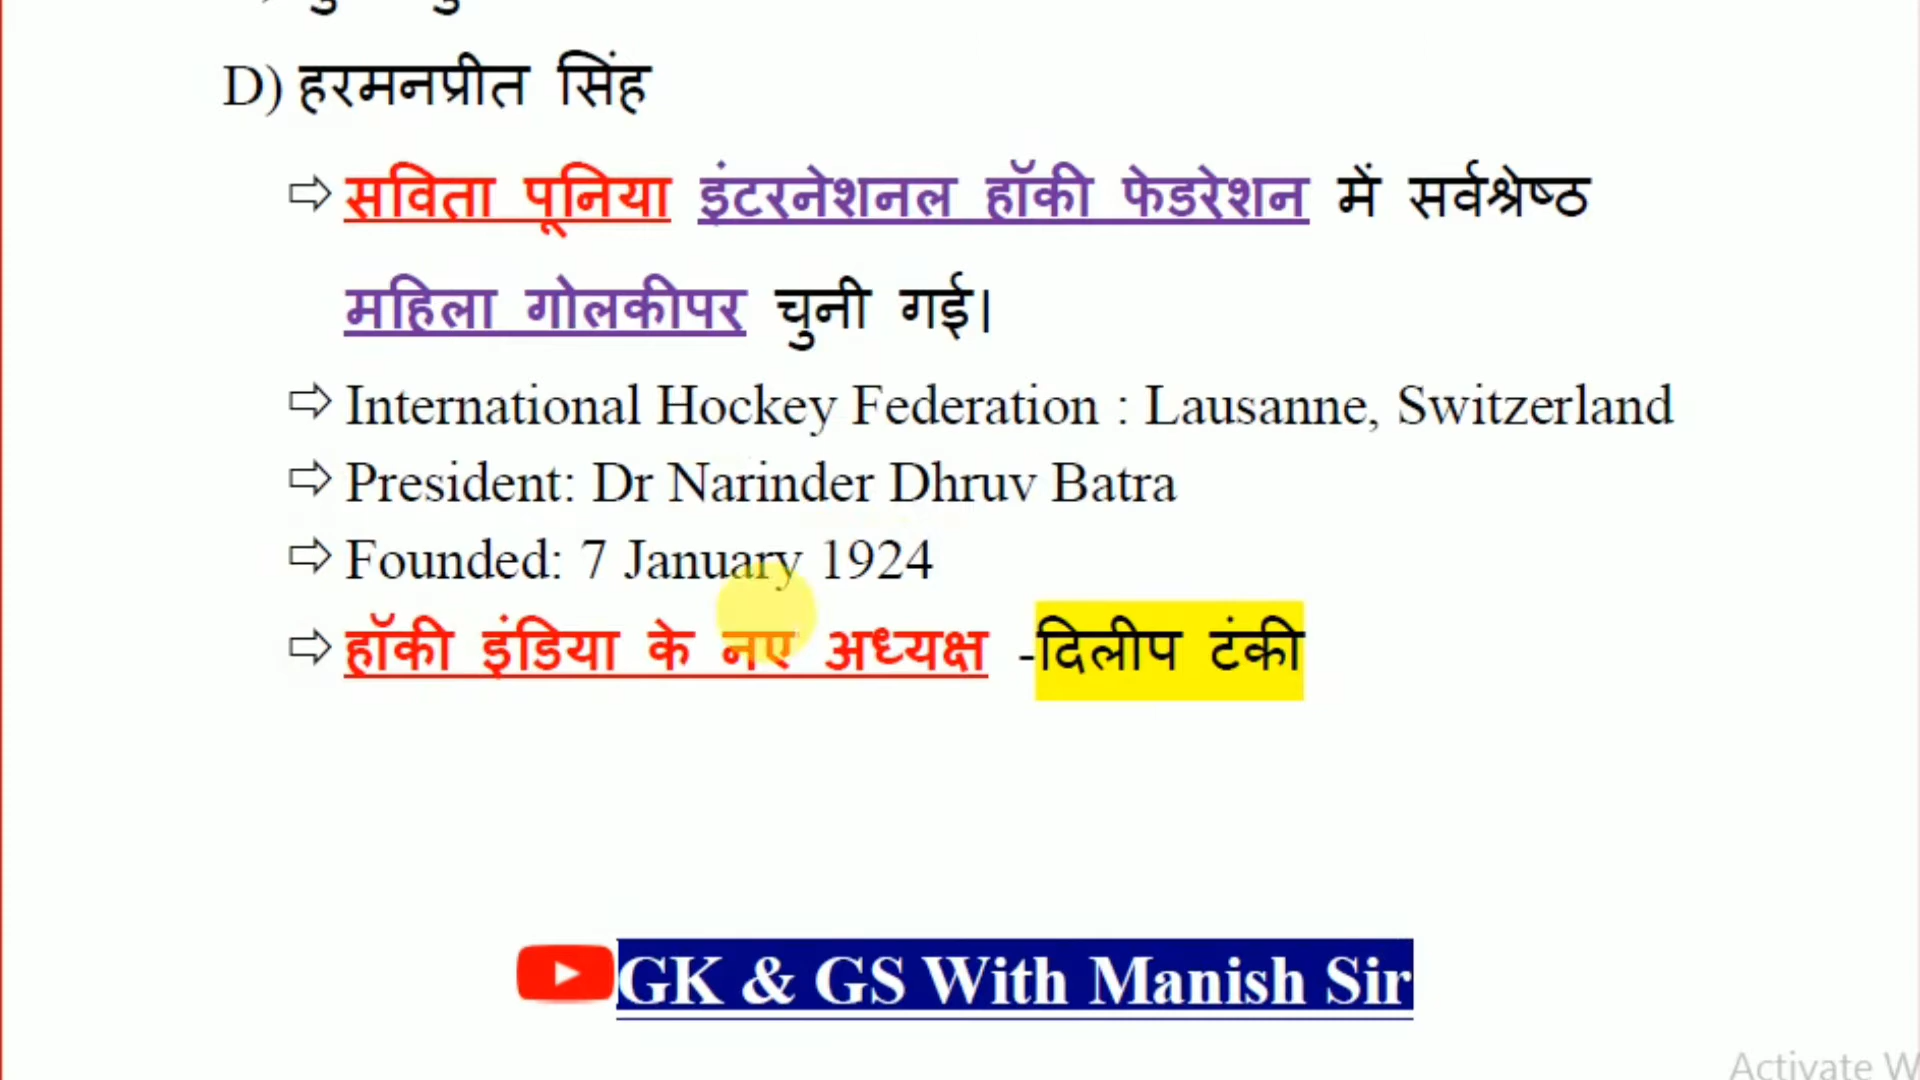 D) हरमनप्रीत सिंह
⇨ सविता पूनिया इंटरनेशनल हॉकी फेडरेशन में सर्वश्रेष्ठ
महिला गोलकीपर चुनी गई।
⇨ International Hockey Federation : Lausanne, Switzerland
⇨ President: Dr Narinder Dhruv Batra
⇨ Founded: 7 January 1924
⇨ हॉकी इंडिया के नए अध्यक्ष -दिलीप टंकी
GK & GS With Manish Sir
Activate W